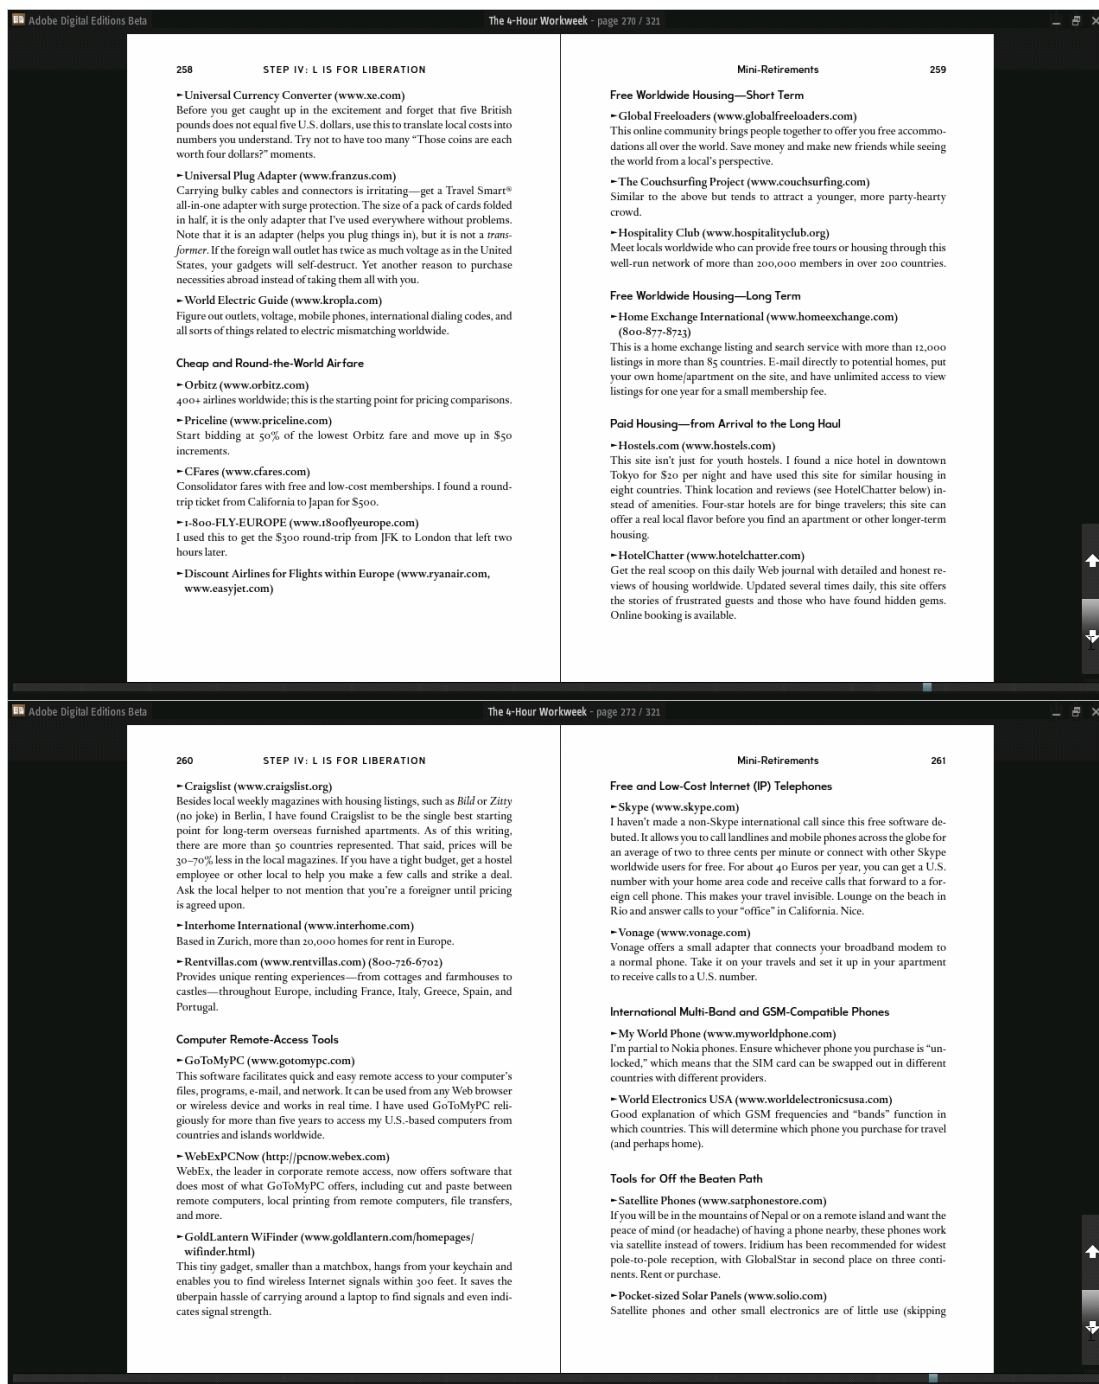 Adobe Digital Editions Beta
The 4-Hour Workweek - page 270 / 321
258
STEP IV: L IS FOR LIBERATION
►Universal Currency Converter (www.xe.com)
Before you get caught up in the excitement and forget that five British
pounds does not equal five U.S. dollars, use this to translate local costs into
numbers you understand. Try not to have too many “Those coins are each
worth four dollars?” moments.
►Universal Plug Adapter (www.franzus.com)
Carrying bulky cables and connectors is irritating—get a Travel Smart®
all-in-one adapter with surge protection. The size of a pack of cards folded
in half, it is the only adapter that I’ve used everywhere without problems.
Note that it is an adapter (helps you plug things in), but it is not a trans-
former. If the foreign wall outlet has twice as much voltage as in the United
States, your gadgets will self-destruct. Yet another reason to purchase
necessities abroad instead of taking them all with you.
►World Electric Guide (www.kropla.com)
Figure out outlets, voltage, mobile phones, international dialing codes, and
all sorts of things related to electric mismatching worldwide.
Cheap and Round-the-World Airfare
►Orbitz (www.orbitz.com)
400+ airlines worldwide; this is the starting point for pricing comparisons.
►Priceline (www.priceline.com)
Start bidding at 50% of the lowest Orbitz fare and move up in $50
increments.
►CFares (www.cfares.com)
Consolidator fares with free and low-cost memberships. I found a round-
trip ticket from California to Japan for $500.
►1-800-FLY-EUROPE (www.1800flyeurope.com)
I used this to get the $300 round-trip from JFK to London that left two
hours later.
►Discount Airlines for Flights within Europe (www.ryanair.com,
www.easyjet.com)
Mini-Retirements
259
Free Worldwide Housing—Short Term
►Global Freeloaders (www.globalfreeloaders.com)
This online community brings people together to offer you free accommo-
dations all over the world. Save money and make new friends while seeing
the world from a local’s perspective.
►The Couchsurfing Project (www.couchsurfing.com)
Similar to the above but tends to attract a younger, more party-hearty
crowd.
►Hospitality Club (www.hospitalityclub.org)
Meet locals worldwide who can provide free tours or housing through this
well-run network of more than 200,000 members in over 200 countries.
Free Worldwide Housing—Long Term
►Home Exchange International (www.homeexchange.com)
(800-877-8723)
This is a home exchange listing and search service with more than 12,000
listings in more than 85 countries. E-mail directly to potential homes, put
your own home/apartment on the site, and have unlimited access to view
listings for one year for a small membership fee.
Paid Housing—from Arrival to the Long Haul
►Hostels.com (www.hostels.com)
This site isn’t just for youth hostels. I found a nice hotel in downtown
Tokyo for $20 per night and have used this site for similar housing in
eight countries. Think location and reviews (see HotelChatter below) in-
stead of amenities. Four-star hotels are for binge travelers; this site can
offer a real local flavor before you find an apartment or other longer-term
housing.
►HotelChatter (www.hotelchatter.com)
Get the real scoop on this daily Web journal with detailed and honest re-
views of housing worldwide. Updated several times daily, this site offers
the stories of frustrated guests and those who have found hidden gems.
Online booking is available.
Adobe Digital Editions Beta
The 4-Hour Workweek - page 272 / 321
260
STEP IV: L IS FOR LIBERATION
►Craigslist (www.craigslist.org)
Besides local weekly magazines with housing listings, such as Bild or Zitty
(no joke) in Berlin, I have found Craigslist to be the single best starting
point for long-term overseas furnished apartments. As of this writing,
there are more than 50 countries represented. That said, prices will be
30–70% less in the local magazines. If you have a tight budget, get a hostel
employee or other local to help you make a few calls and strike a deal.
Ask the local helper to not mention that you’re a foreigner until pricing
is agreed upon.
►Interhome International (www.interhome.com)
Based in Zurich, more than 20,000 homes for rent in Europe.
►Rentvillas.com (www.rentvillas.com) (800-726-6702)
Provides unique renting experiences—from cottages and farmhouses to
castles—throughout Europe, including France, Italy, Greece, Spain, and
Portugal.
Computer Remote-Access Tools
►GoToMyPC (www.gotomypc.com)
This software facilitates quick and easy remote access to your computer’s
files, programs, e-mail, and network. It can be used from any Web browser
or wireless device and works in real time. I have used GoToMyPC reli-
giously for more than five years to access my U.S.-based computers from
countries and islands worldwide.
►WebExPCNow (http://pcnow.webex.com)
WebEx, the leader in corporate remote access, now offers software that
does most of what GoToMyPC offers, including cut and paste between
remote computers, local printing from remote computers, file transfers,
and more.
►GoldLantern WiFinder (www.goldlantern.com/homepages/
wifinder.html)
This tiny gadget, smaller than a matchbox, hangs from your keychain and
enables you to find wireless Internet signals within 300 feet. It saves the
überpain hassle of carrying around a laptop to find signals and even indi-
cates signal strength.
Mini-Retirements
261
Free and Low-Cost Internet (IP) Telephones
►Skype (www.skype.com)
I haven’t made a non-Skype international call since this free software de-
buted. It allows you to call landlines and mobile phones across the globe for
an average of two to three cents per minute or connect with other Skype
worldwide users for free. For about 40 Euros per year, you can get a U.S.
number with your home area code and receive calls that forward to a for-
eign cell phone. This makes your travel invisible. Lounge on the beach in
Rio and answer calls to your “office” in California. Nice.
►Vonage (www.vonage.com)
Vonage offers a small adapter that connects your broadband modem to
a normal phone. Take it on your travels and set it up in your apartment
to receive calls to a U.S. number.
International Multi-Band and GSM-Compatible Phones
►My World Phone (www.myworldphone.com)
I’m partial to Nokia phones. Ensure whichever phone you purchase is “un-
locked,” which means that the SIM card can be swapped out in different
countries with different providers.
►World Electronics USA (www.worldelectronicsusa.com)
Good explanation of which GSM frequencies and “bands” function in
which countries. This will determine which phone you purchase for travel
(and perhaps home).
Tools for Off the Beaten Path
►Satellite Phones (www.satphonestore.com)
If you will be in the mountains of Nepal or on a remote island and want the
peace of mind (or headache) of having a phone nearby, these phones work
via satellite instead of towers. Iridium has been recommended for widest
pole-to-pole reception, with GlobalStar in second place on three conti-
nents. Rent or purchase.
►Pocket-sized Solar Panels (www.solio.com)
Satellite phones and other small electronics are of little use (skipping